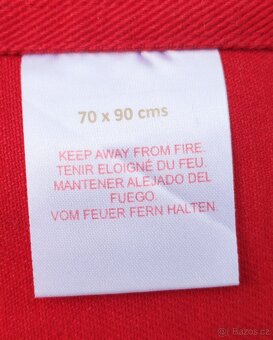 70 x 90 cms
KEEP AWAY FROM FIRE.
TENIR ELOIGNÉ DU FEU.
MANTENER ALEJADO DEL
FUEGO.
VOM FEUER FERN HALTEN.
Bazos.cz